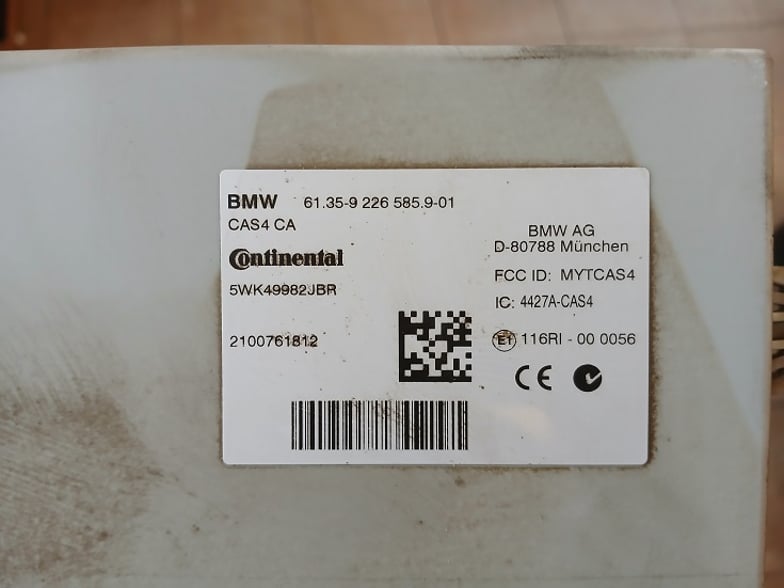 BMW 61.35-9 226 585.9-01
CAS4 CA
Continental
5WK49982JBR
2100761812
BMW AG
D-80788 München
FCC ID: MYTCAS4
IC: 4427A-CAS4
E1 116RI - 00 0056
CE